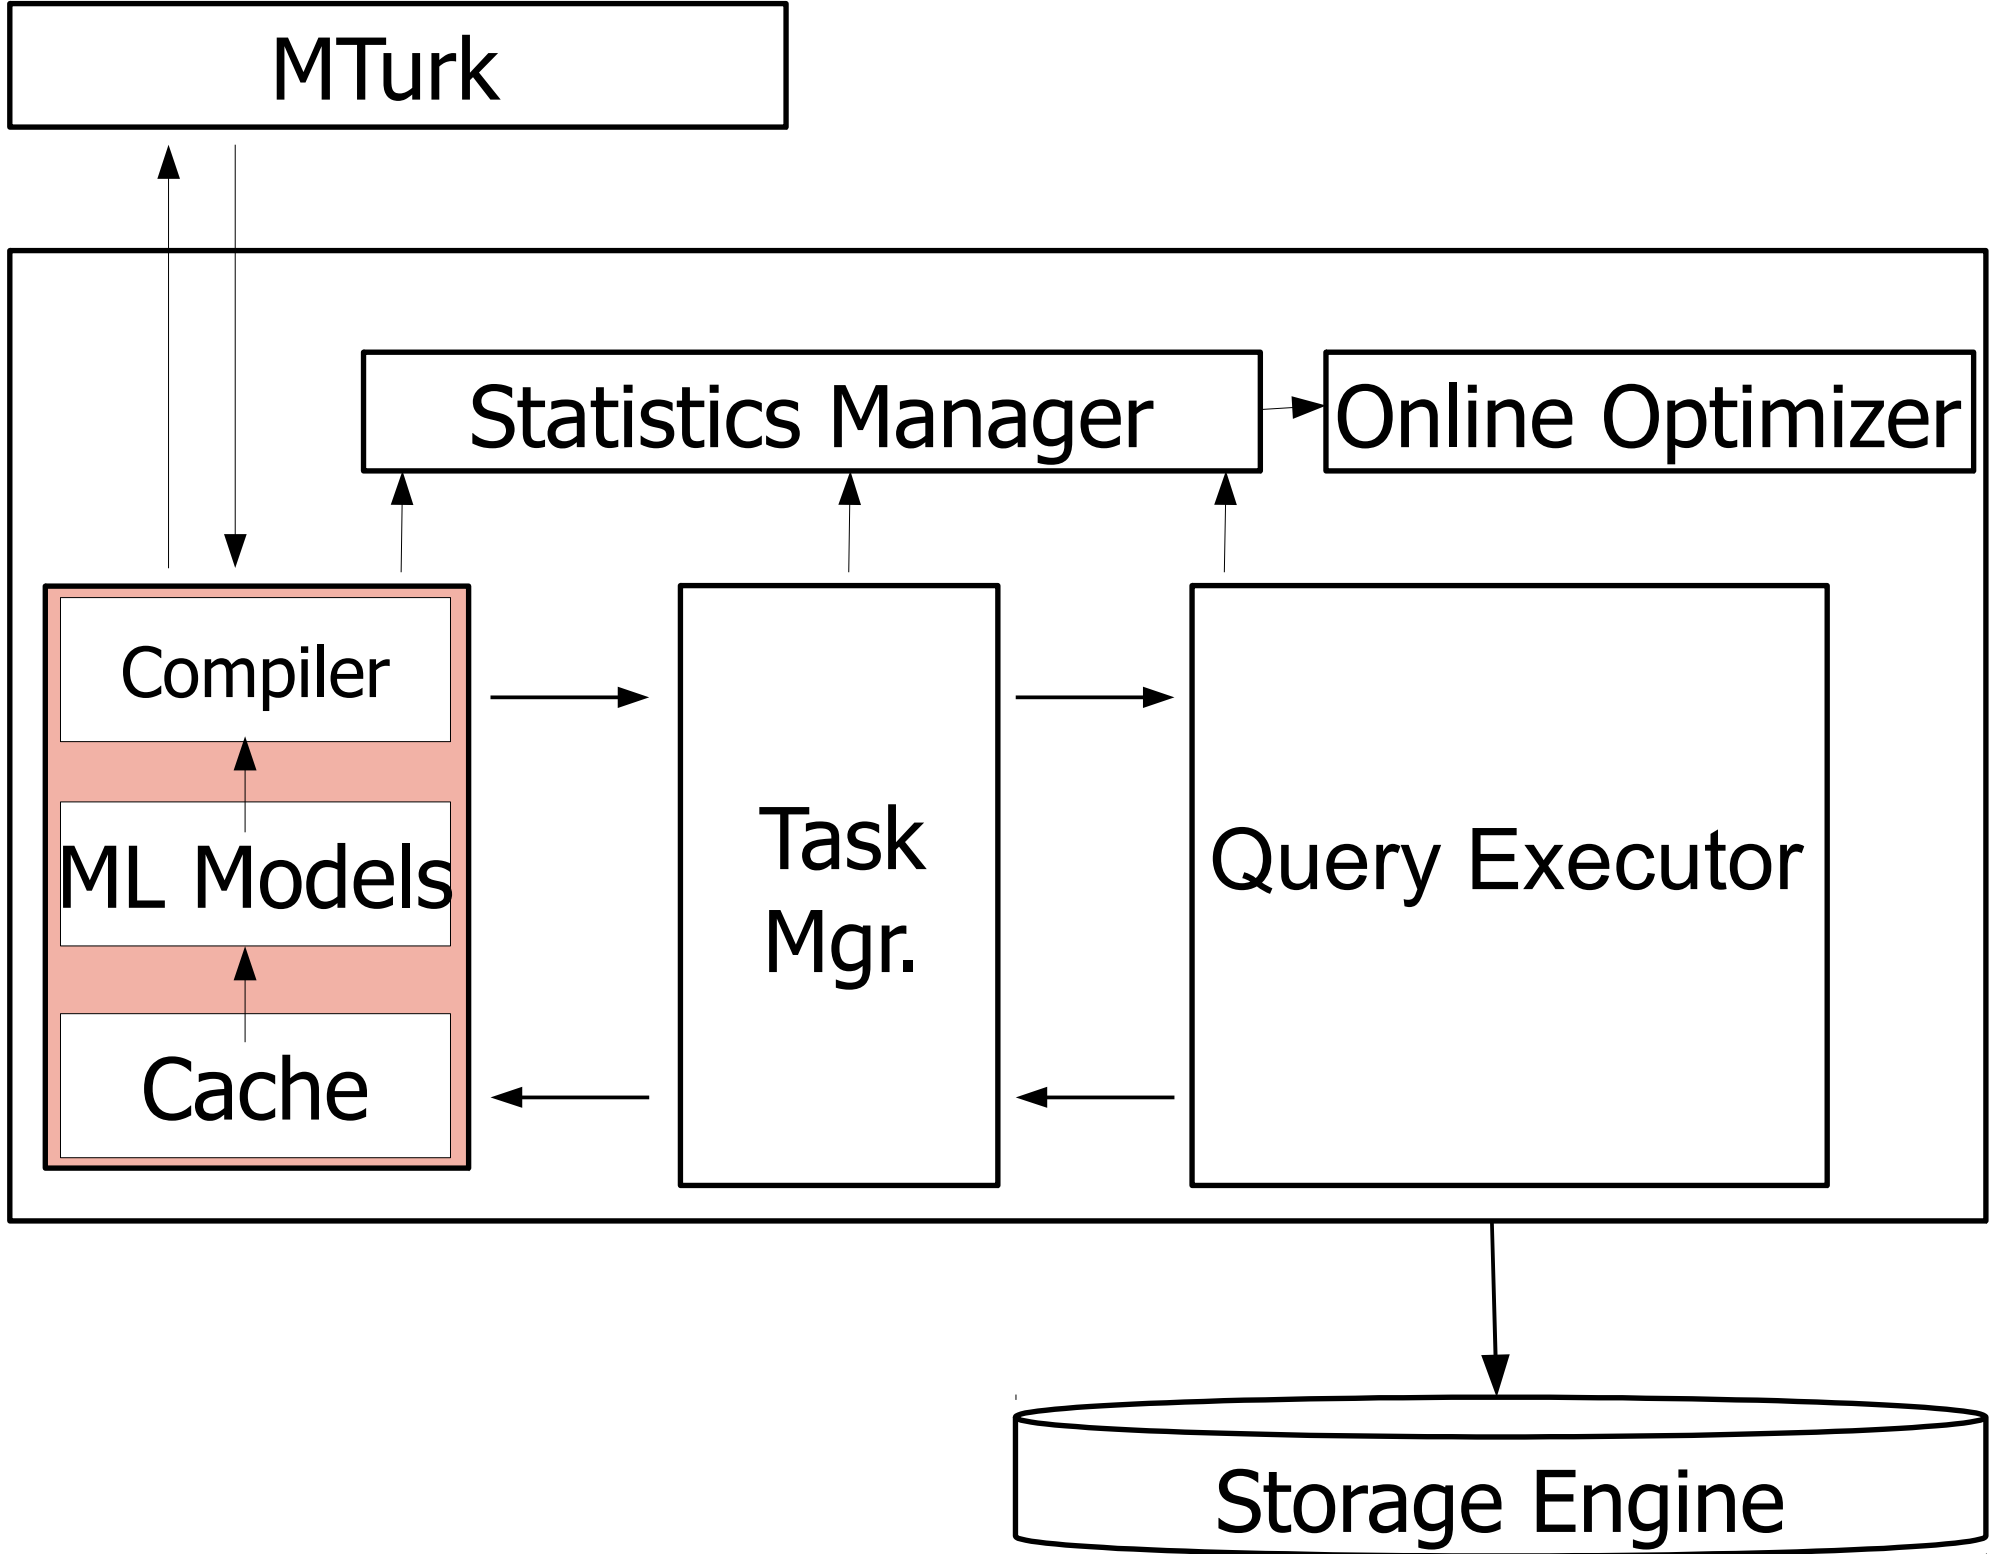 MTurk
Statistics Manager
Online Optimizer
Compiler
ML Models
Cache
Task
Mgr.
Query Executor
Storage Engine